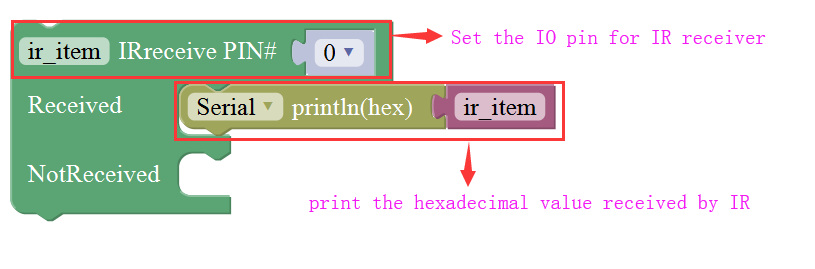 ir_item IRreceive PIN# 0
Set the IO pin for IR receiver
Received Serial println(hex) ir_item
NotReceived
print the hexadecimal value received by IR